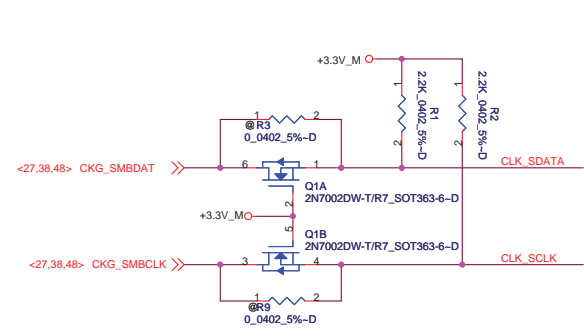 +3.3V_M
1
2.2K_0402_5%~D
R1
2
1
2.2K_0402_5%~D
R2
2
1
2
@R3
0_0402_5%~D
<27,38,48> CKG_SMBDAT
6
1
CLK_SDATA
Q1A
2N7002DW-T/R7_SOT363-6~D
2
+3.3V_M
5
Q1B
2N7002DW-T/R7_SOT363-6~D
<27,38,48> CKG_SMBCLK
3
4
CLK_SCLK
1
2
@R9
0_0402_5%~D